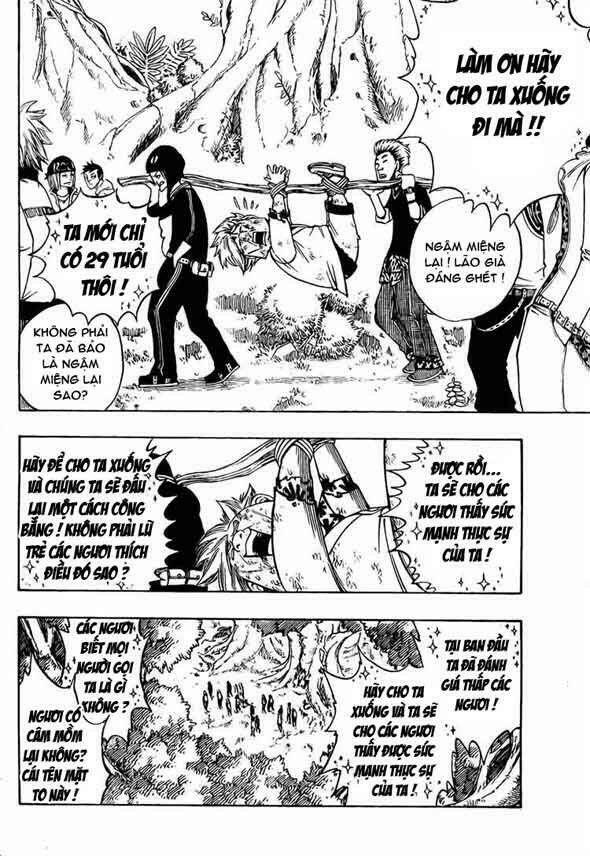 LÀM ƠN HÃY
CHO TA XUỐNG
ĐI MÀ !!
NGẬM MIỆNG
LẠI ! LÃO GIÀ
ĐÁNG GHÉT !
TA MỚI CHỈ
CÓ 29 TUỔI
THÔI !
KHÔNG PHẢI
TA ĐÃ BẢO
LÀ NGẬM
MIỆNG LẠI
SAO?
ĐƯỢC RỒI...
TA SẼ CHO CÁC
NGƯƠI THẤY SỨC
MẠNH THỰC SỰ
CỦA TA !
HÃY ĐỂ CHO TA XUỐNG
VÀ CHÚNG TA SẼ ĐẤU
LẠI MỘT CÁCH CÔNG
BẰNG ! KHÔNG PHẢI LŨ
TRẺ CÁC NGƯƠI THÍCH
ĐIỀU ĐÓ SAO ?
TẠI BAN ĐẦU
TA ĐÃ ĐÁNH
GIÁ THẤP CÁC
NGƯƠI !
HÃY CHO TA
XUỐNG VÀ TA SẼ
CHO CÁC NGƯƠI
THẤY ĐƯỢC SỨC
MẠNH THỰC SỰ
CỦA TA !
CÁC NGƯƠI
BIẾT MỌI
NGƯỜI GỌI
TA LÀ GÌ
KHÔNG ?
NGƯƠI CÓ
CÂM MỒM
LẠI KHÔNG?
CÁI TÊN MẶT
TO NÀY !